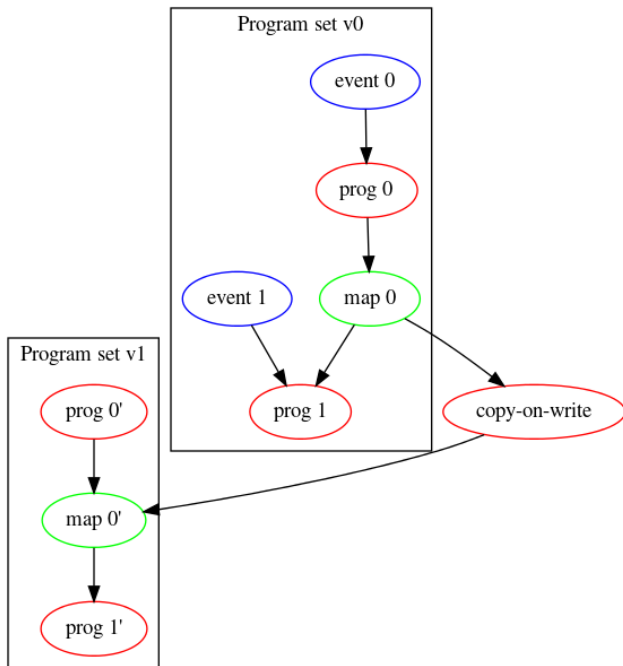 Program set v0
event 0
prog 0
event 1
map 0
Program set v1
prog 0'
prog 1
copy-on-write
map 0'
prog 1'